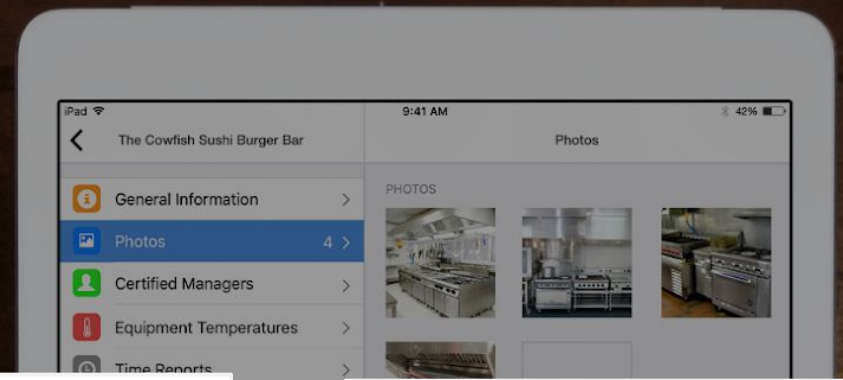 iPad
9:41 AM
42%
The Cowfish Sushi Burger Bar
Photos
General Information
Photos 4
Certified Managers
Equipment Temperatures
Time Reports
PHOTOS